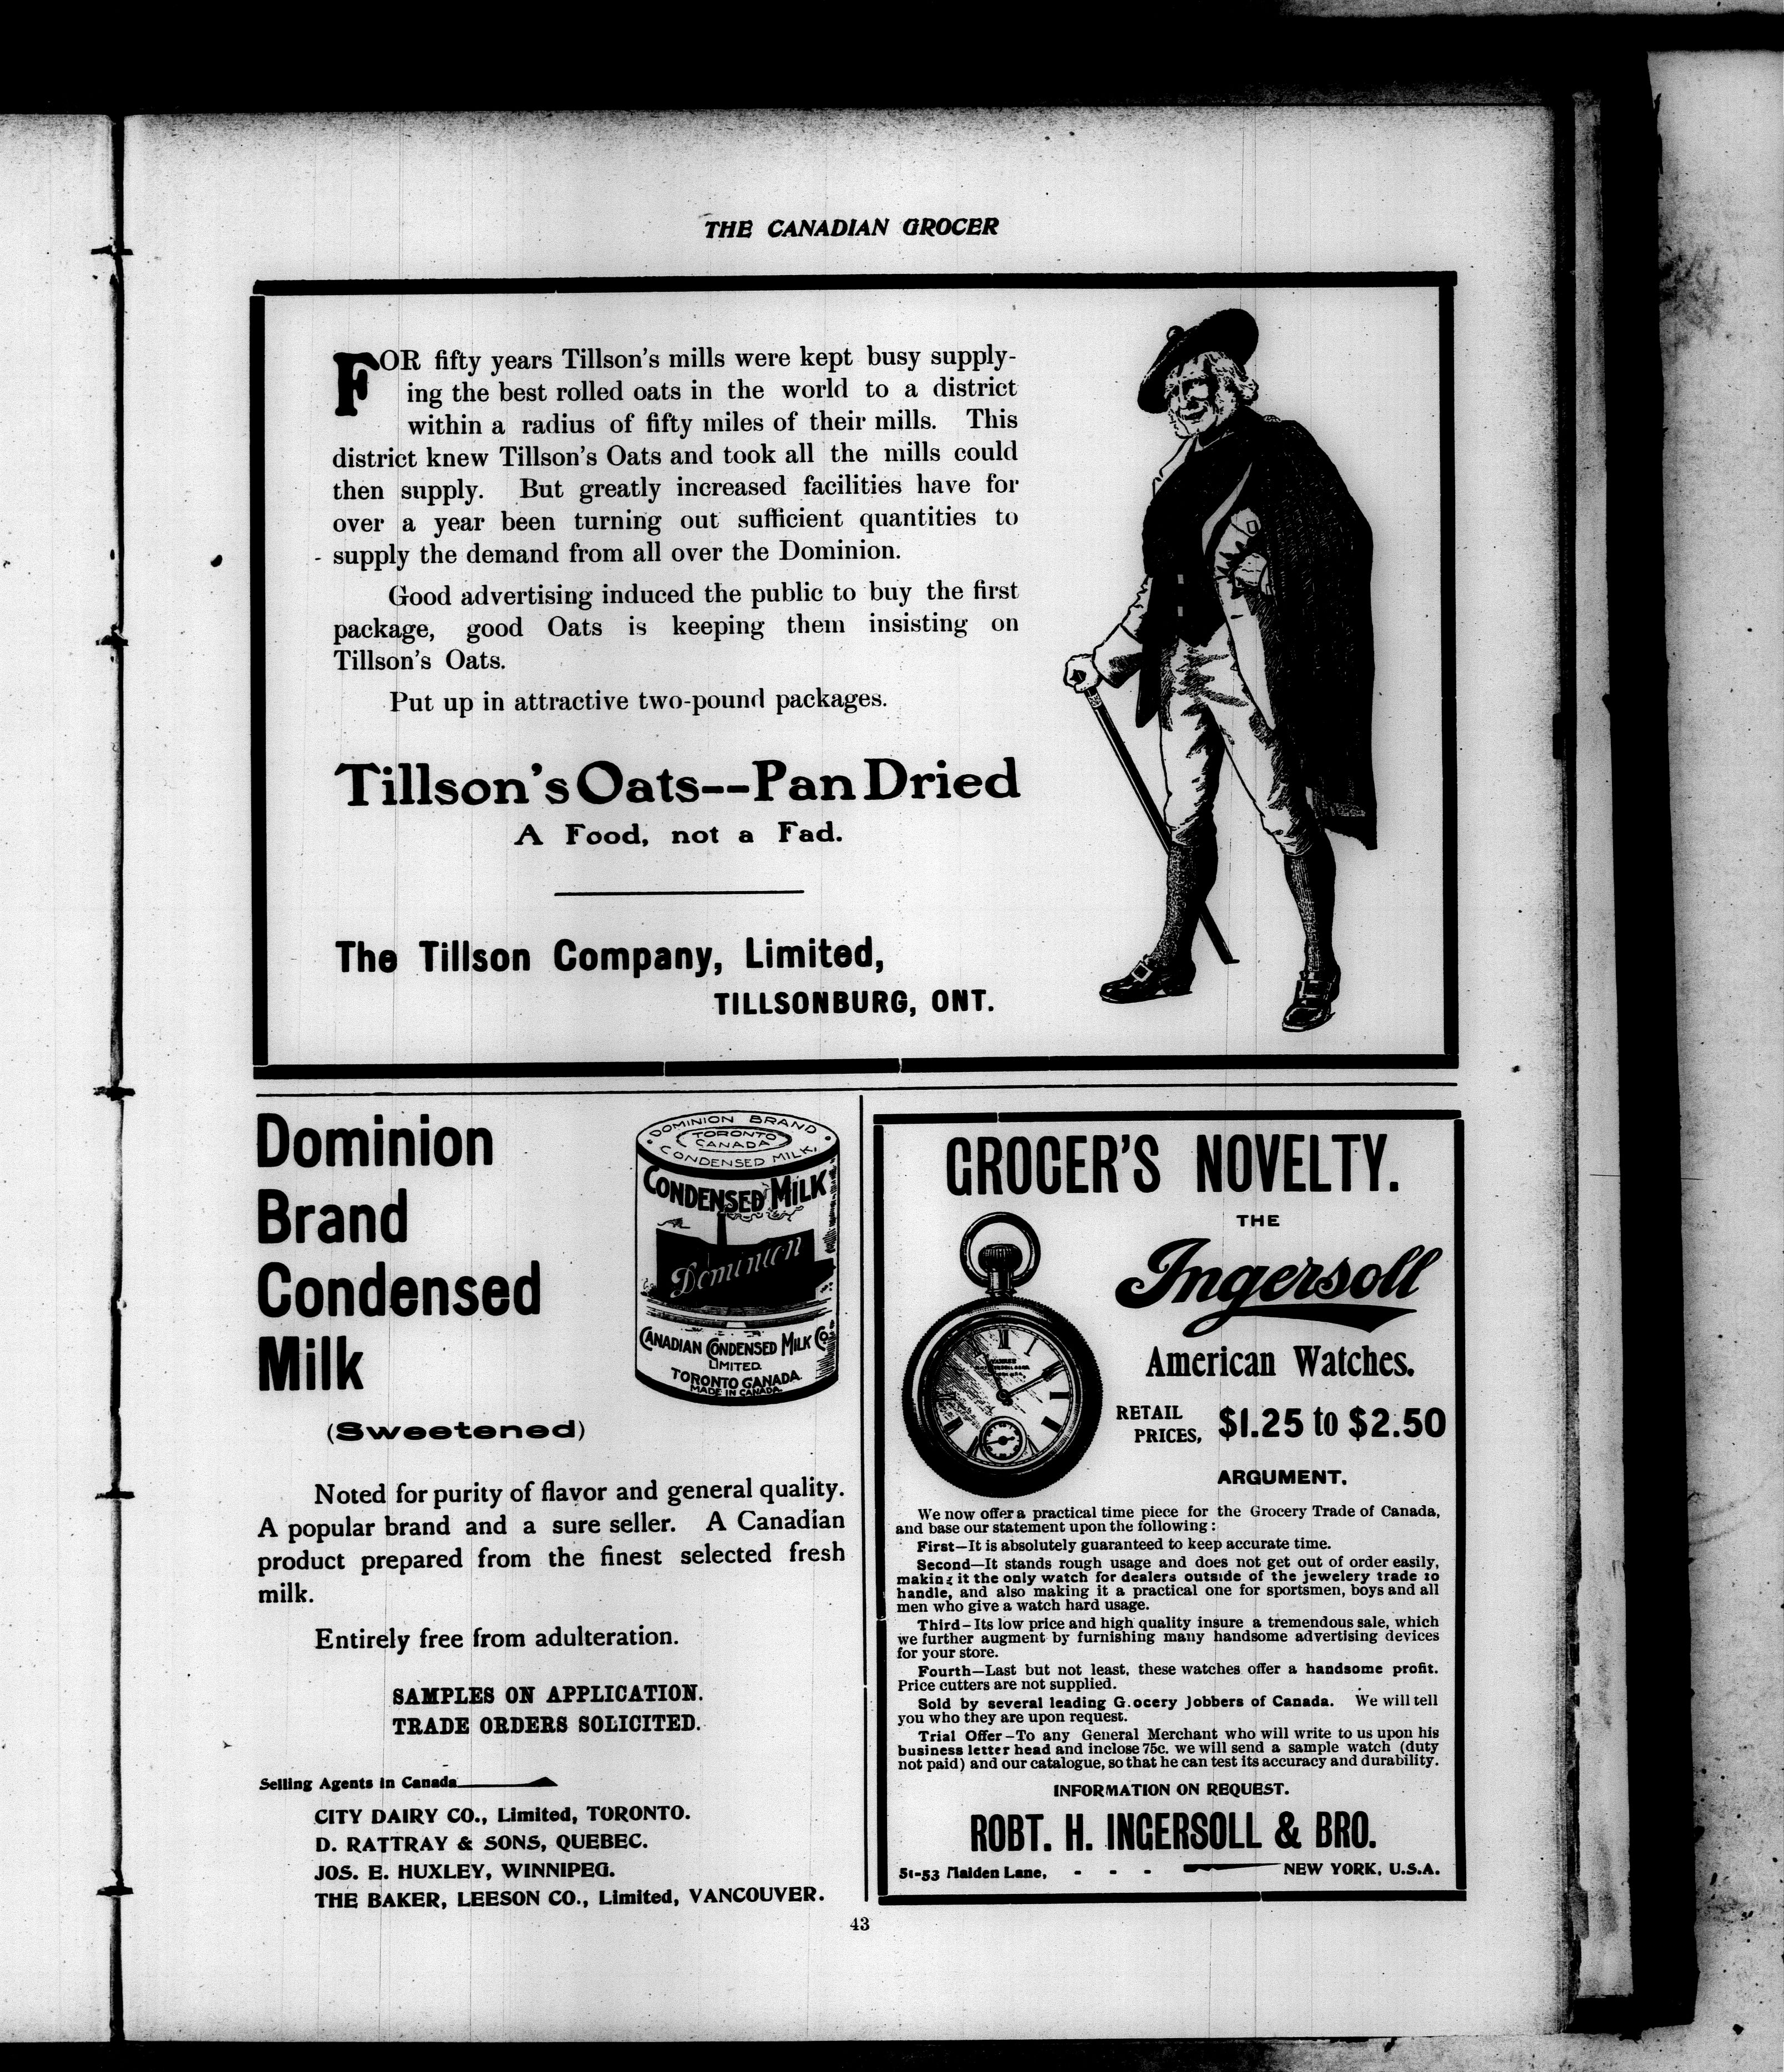 THE CANADIAN GROCER
FOR fifty years Tillson's mills were kept busy supply-
ing the best rolled oats in the world to a district
within a radius of fifty miles of their mills. This
district knew Tillson's Oats and took all the mills could
then supply. But greatly increased facilities have for
over a year been turning out sufficient quantities to
supply the demand from all over the Dominion.
Good advertising induced the public to buy the first
package, good Oats is keeping them insisting on
Tillson's Oats.
Put up in attractive two-pound packages.
Tillson's Oats--Pan Dried
A Food, not a Fad.
The Tillson Company, Limited,
TILLSONBURG, ONT.
Dominion
Brand
Condensed
Milk
(Sweetened)
DOMINION BRAND
TORONTO
CANADA
CONDENSED MILK,
CONDENSED MILK
Dominion
CANADIAN CONDENSED MILK Co.
LIMITED.
TORONTO CANADA.
MADE IN CANADA.
Noted for purity of flavor and general quality.
A popular brand and a sure seller. A Canadian
product prepared from the finest selected fresh
milk.
Entirely free from adulteration.
SAMPLES ON APPLICATION.
TRADE ORDERS SOLICITED.
Selling Agents in Canada
CITY DAIRY CO., Limited, TORONTO.
D. RATTRAY & SONS, QUEBEC.
JOS. E. HUXLEY, WINNIPEG.
THE BAKER, LEESON CO., Limited, VANCOUVER.
GROCER'S NOVELTY.
THE
Ingersoll
American Watches.
RETAIL
PRICES, $1.25 to $2.50
ARGUMENT.
We now offer a practical time piece for the Grocery Trade of Canada,
and base our statement upon the following:
First—It is absolutely guaranteed to keep accurate time.
Second—It stands rough usage and does not get out of order easily,
making it the only watch for dealers outside of the jewelery trade to
handle, and also making it a practical one for sportsmen, boys and all
men who give a watch hard usage.
Third—Its low price and high quality insure a tremendous sale, which
we further augment by furnishing many handsome advertising devices
for your store.
Fourth—Last but not least, these watches offer a handsome profit.
Price cutters are not supplied.
Sold by several leading G.ocery Jobbers of Canada. We will tell
you who they are upon request.
Trial Offer—To any General Merchant who will write to us upon his
business letter head and inclose 75c. we will send a sample watch (duty
not paid) and our catalogue, so that he can test its accuracy and durability.
INFORMATION ON REQUEST.
ROBT. H. INGERSOLL & BRO.
51-53 Maiden Lane, - - - NEW YORK, U.S.A.
43